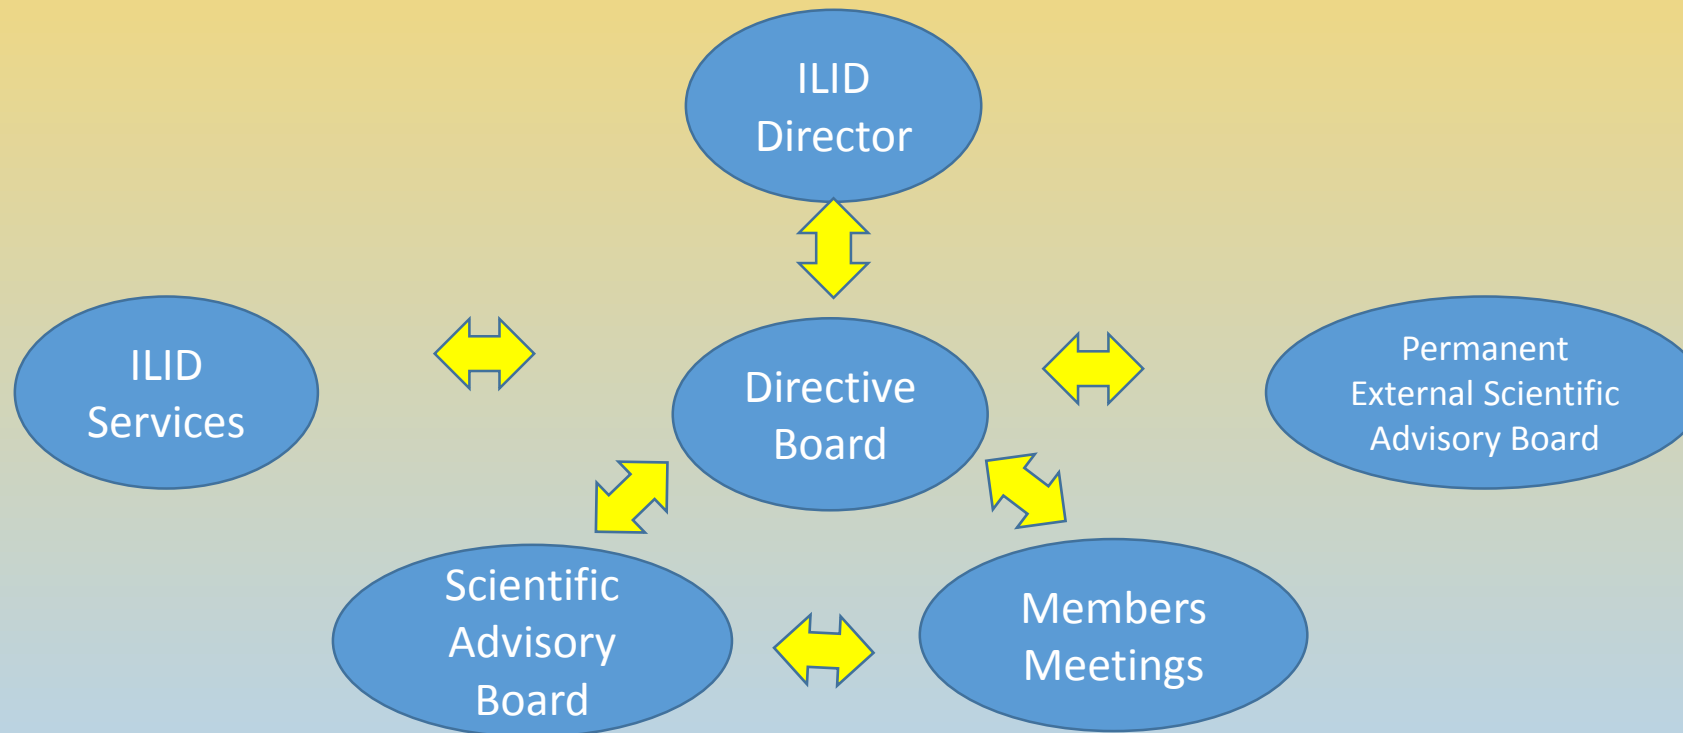 ILID
Director
ILID
Services
Directive
Board
Permanent
External Scientific
Advisory Board
Scientific
Advisory
Board
Members
Meetings